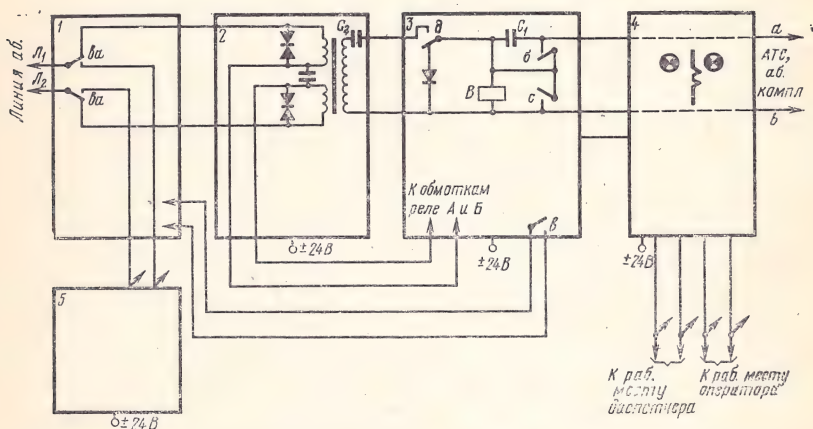 1
2
3
4
5
Линия аб.
Л₁
Л₂
ва
ва
C₂
д
C₁
б
В
с
К обмоткам
реле А и Б
в
±24В
±24В
±24В
±24В
а
АТС,
аб.
компл
b
К раб.
месту
диспетчера
К раб. месту
оператора